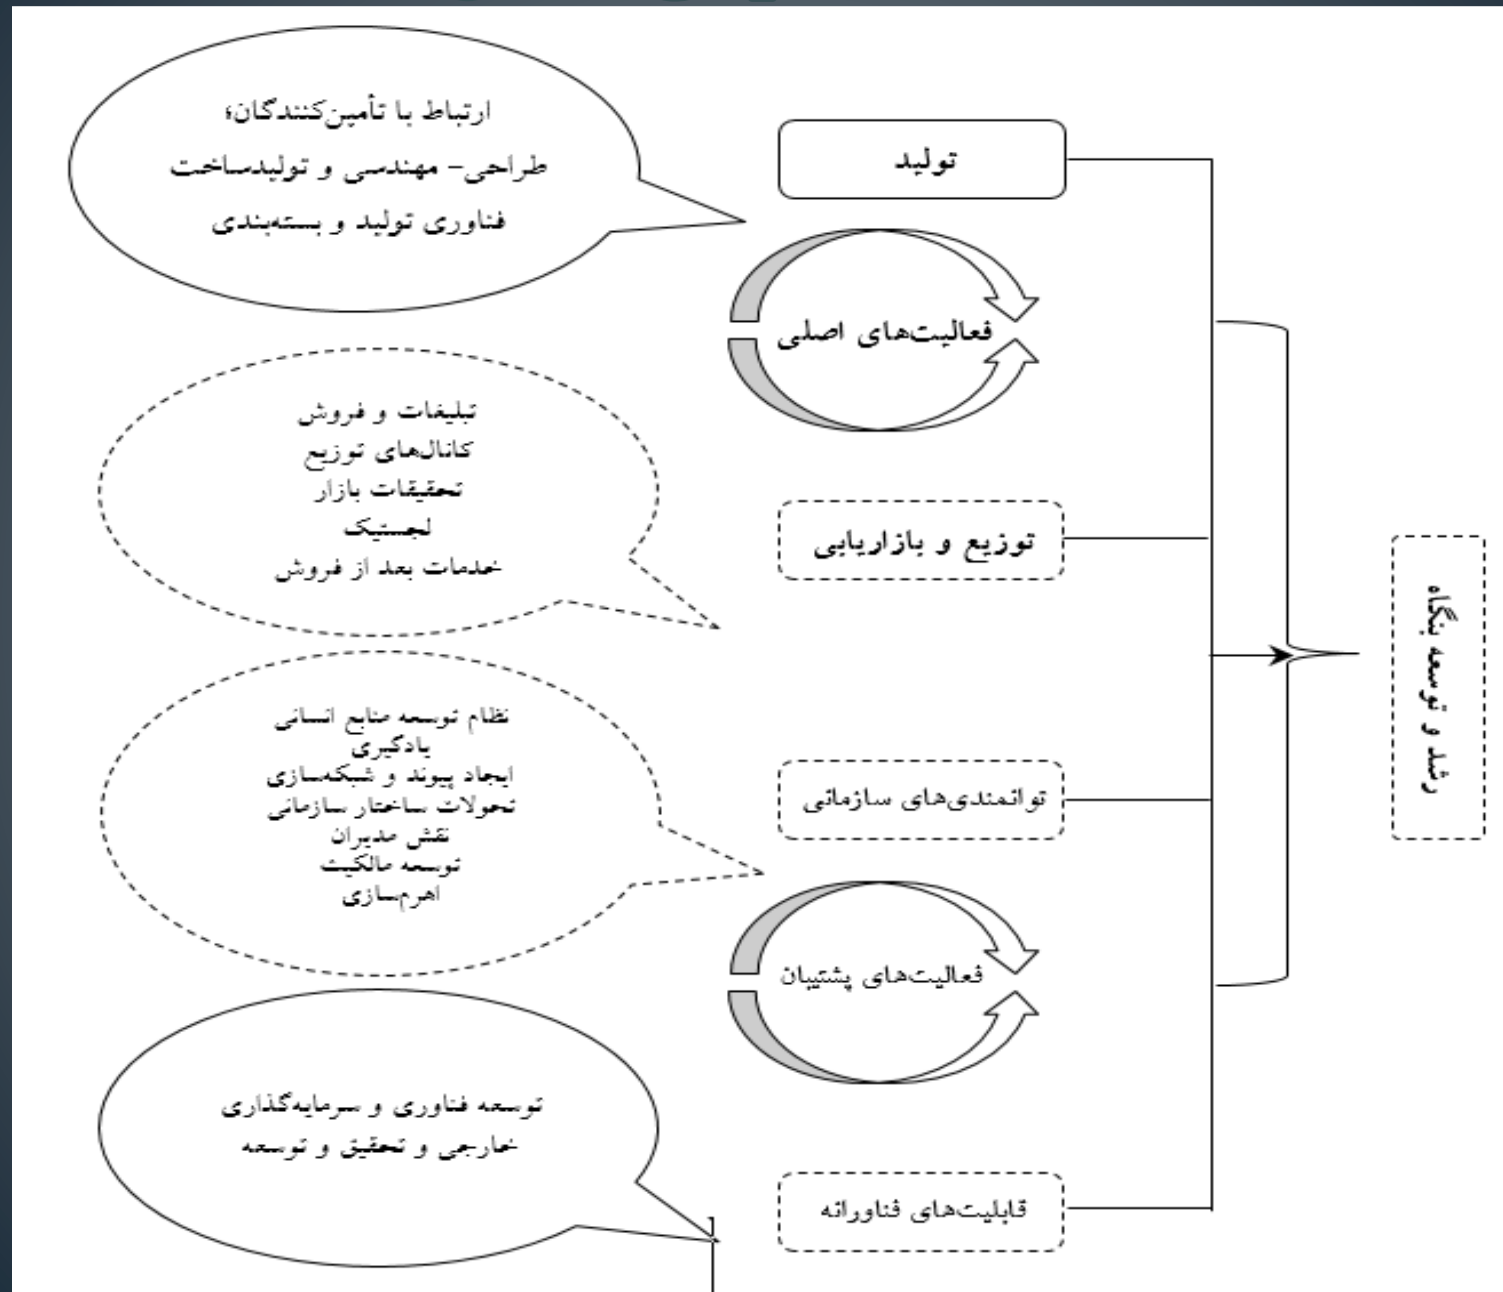 ارتباط با تأمین‌کنندگان؛
طراحی- مهندسی و تولیدساخت
فناوری تولید و بسته‌بندی
تولید
فعالیت‌های اصلی
تبلیغات و فروش
کانال‌های توزیع
تحقیقات بازار
لجستیک
خدمات بعد از فروش
توزیع و بازاریابی
رشد و توسعه بنگاه
نظام توسعه منابع انسانی
یادگیری
ایجاد پیوند و شبکه‌سازی
تحولات ساختار سازمانی
نقش مدیران
توسعه مالکیت
اهرم‌سازی
توانمندی‌های سازمانی
فعالیت‌های پشتیبان
توسعه فناوری و سرمایه‌گذاری
خارجی و تحقیق و توسعه
قابلیت‌های فناورانه